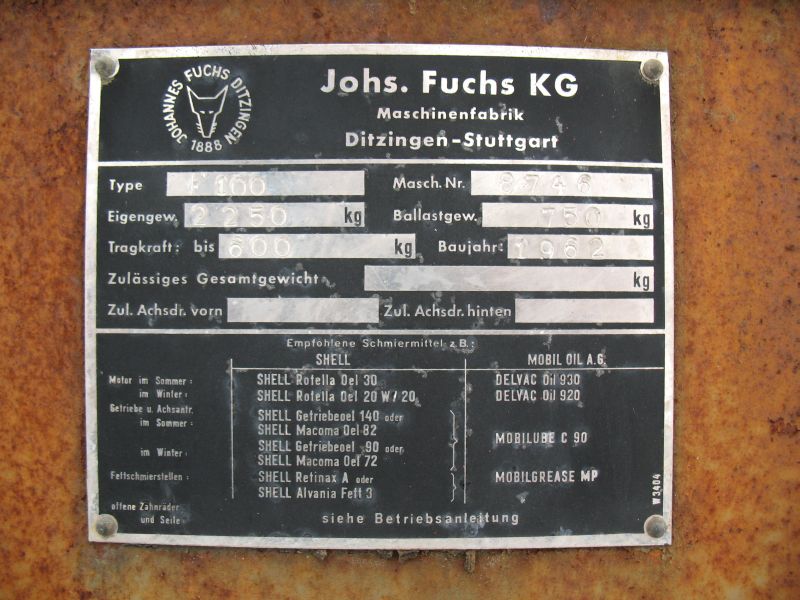 JOHANNES FUCHS DITZINGEN
1888
Johs. Fuchs KG
Maschinenfabrik
Ditzingen-Stuttgart
Type F 166 Masch. Nr. 8746
Eigengew. 2250 kg Ballastgew. 750 kg
Tragkraft: bis 600 kg Baujahr: 1962
Zulässiges Gesamtgewicht kg
Zul. Achsdr. vorn Zul. Achsdr. hinten
Empfohlene Schmiermittel z.B.:
SHELL MOBIL OIL A.G.
Motor im Sommer: SHELL Rotella Oel 30 DELVAC Oil 930
im Winter: SHELL Rotella Oel 20 W/20 DELVAC Oil 920
Getriebe u. Achsantr. SHELL Getriebeoel 140 oder
im Sommer: SHELL Macoma Oel 82
MOBILUBE C 90
im Winter: SHELL Getriebeoel 90 oder
SHELL Macoma Oel 72
Fettschmierstellen: SHELL Retinax A oder MOBILGREASE MP
SHELL Alvania Fett 3
offene Zahnräder
und Seile:
siehe Betriebsanleitung
W3404